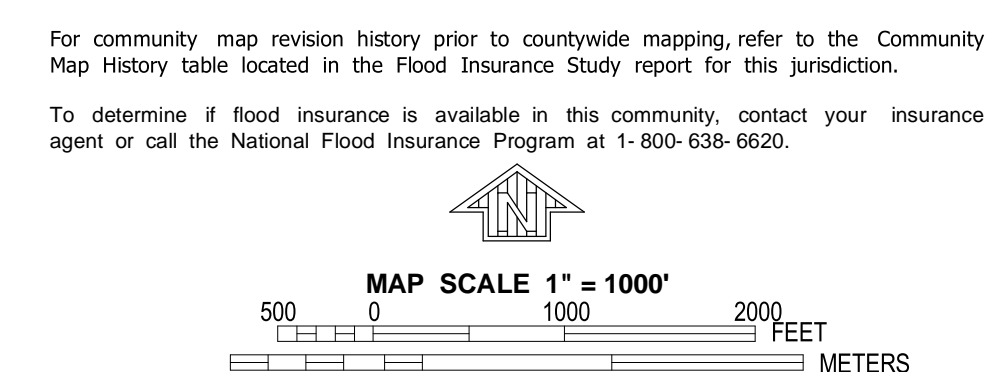 For community map revision history prior to countywide mapping, refer to the Community
Map History table located in the Flood Insurance Study report for this jurisdiction.
To determine if flood insurance is available in this community, contact your insurance
agent or call the National Flood Insurance Program at 1- 800- 638- 6620.
N
MAP SCALE 1" = 1000'
500 0 1000 2000
FEET
METERS